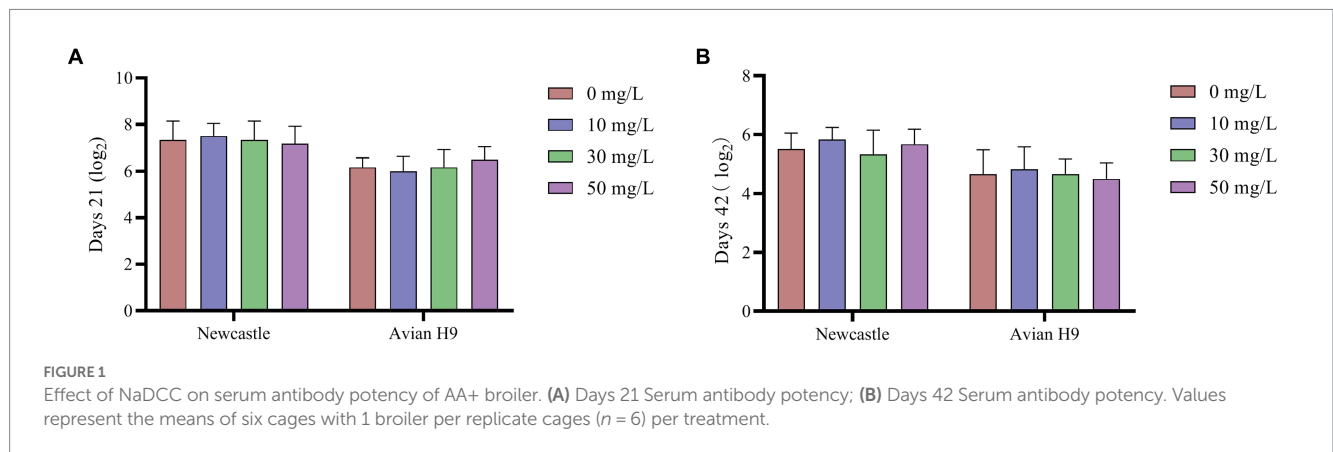 A
10
8
6
4
2
0
Days 21 (log₂)
Newcastle
Avian H9
0 mg/L
10 mg/L
30 mg/L
50 mg/L
B
8
6
4
2
0
Days 42 ( log₂)
Newcastle
Avian H9
0 mg/L
10 mg/L
30 mg/L
50 mg/L
FIGURE 1
Effect of NaDCC on serum antibody potency of AA+ broiler. (A) Days 21 Serum antibody potency; (B) Days 42 Serum antibody potency. Values
represent the means of six cages with 1 broiler per replicate cages (n = 6) per treatment.